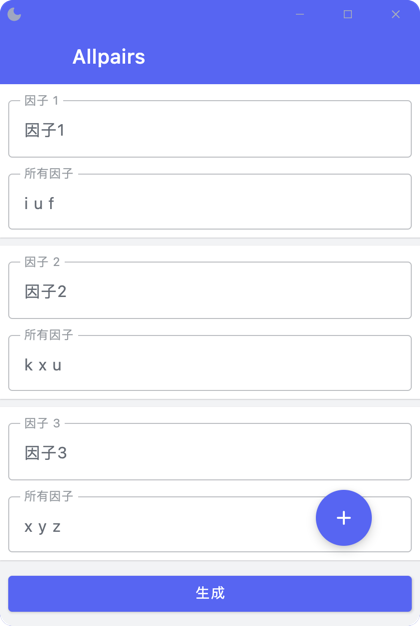 Allpairs
因子 1
因子1
所有因子
i u f
因子 2
因子2
所有因子
k x u
因子 3
因子3
所有因子
x y z
生成